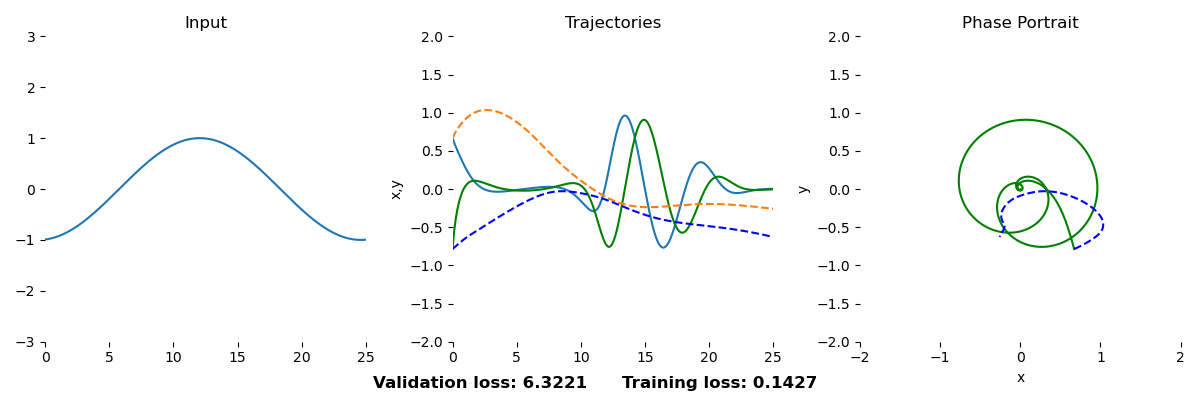 Input
3
2
1
0
−1
−2
−3
0 5 10 15 20 25
Trajectories
x,y
2.0
1.5
1.0
0.5
0.0
−0.5
−1.0
−1.5
−2.0
0 5 10 15 20 25
Phase Portrait
y
2.0
1.5
1.0
0.5
0.0
−0.5
−1.0
−1.5
−2.0
−2 −1 0 1 2
x
Validation loss: 6.3221 Training loss: 0.1427